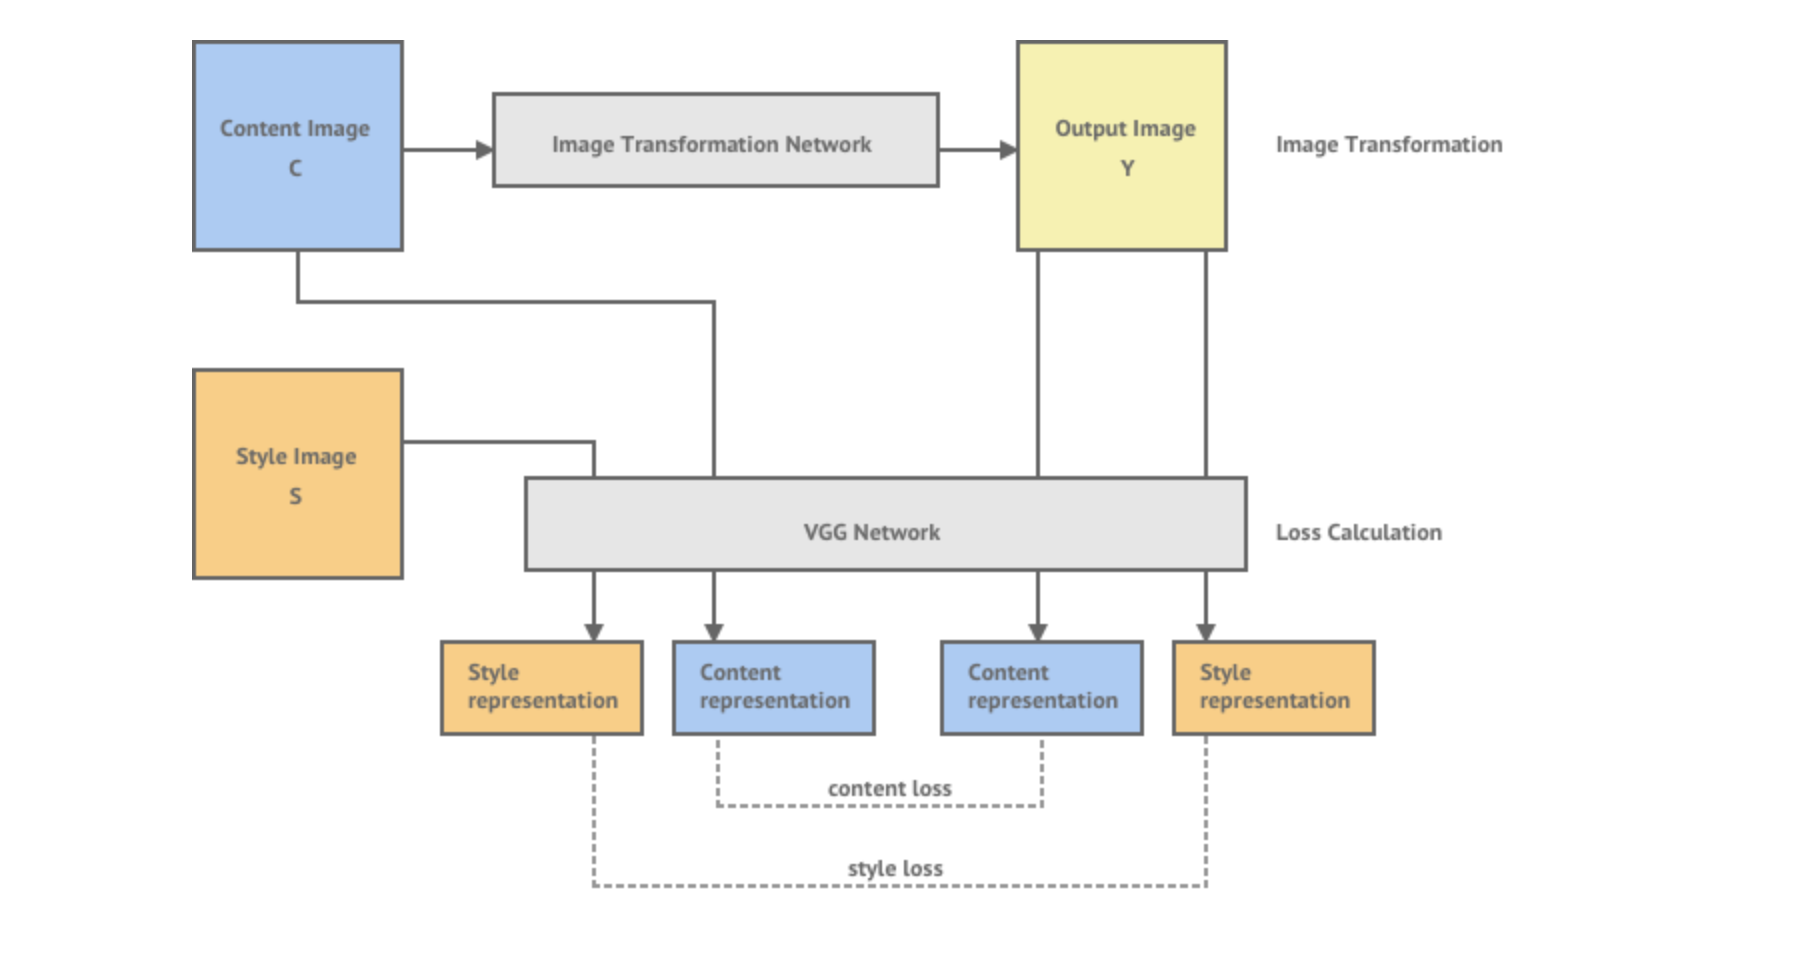 Content Image
C
Image Transformation Network
Output Image
Y
Image Transformation
Style Image
S
VGG Network
Loss Calculation
Style
representation
Content
representation
Content
representation
Style
representation
content loss
style loss